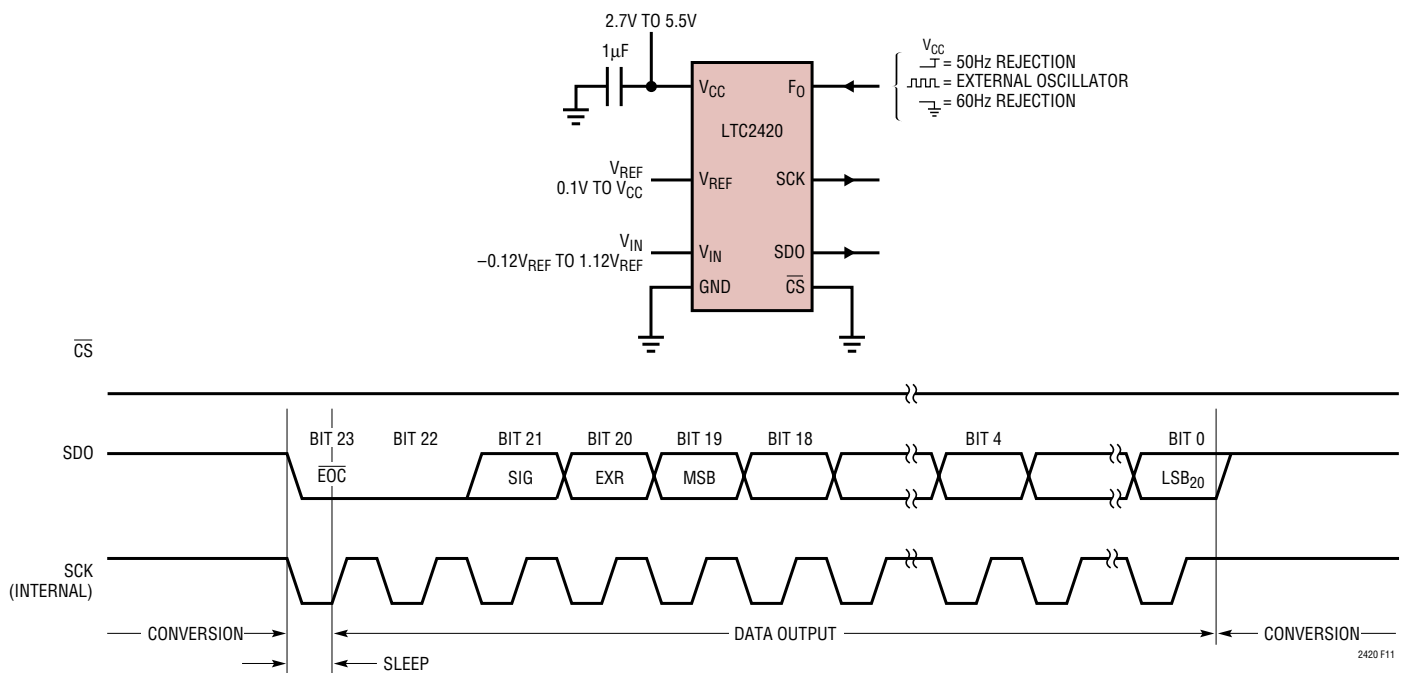 2.7V TO 5.5V
1μF
VCC
FO
LTC2420
VREF
0.1V TO VCC
VREF
SCK
VIN
−0.12VREF TO 1.12VREF
VIN
SDO
GND
CS
VCC
= 50Hz REJECTION
= EXTERNAL OSCILLATOR
= 60Hz REJECTION
CS
SDO
BIT 23
BIT 22
BIT 21
BIT 20
BIT 19
BIT 18
BIT 4
BIT 0
EOC
SIG
EXR
MSB
LSB20
SCK
(INTERNAL)
CONVERSION
DATA OUTPUT
CONVERSION
SLEEP
2420 F11